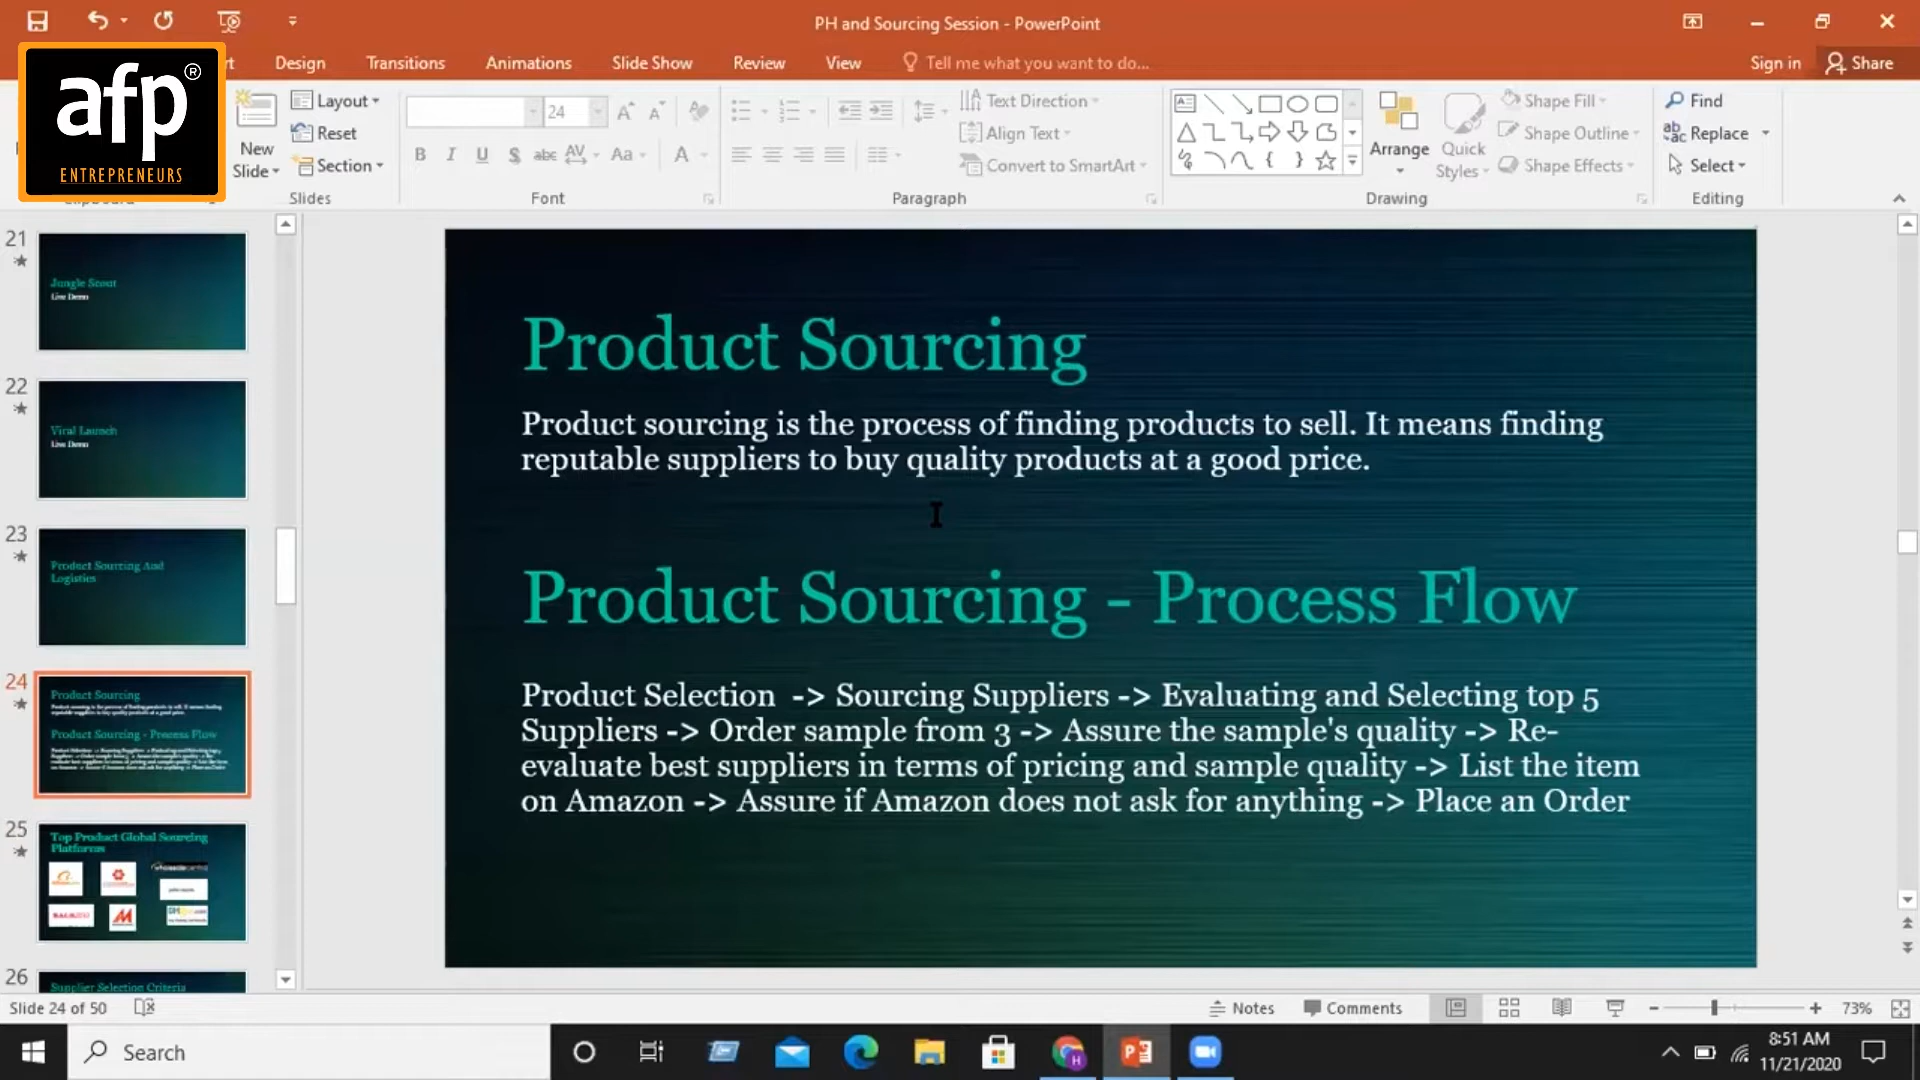 PH and Sourcing Session - PowerPoint
afp®
ENTREPRENEURS
Design
Transitions
Animations
Slide Show
Review
View
Tell me what you want to do...
Sign in
Share
New
Slide
Layout
Reset
Section
Slides
24
Font
Text Direction
Align Text
Convert to SmartArt
Paragraph
Arrange
Quick
Styles
Shape Fill
Shape Outline
Shape Effects
Drawing
Find
Replace
Select
Editing
21
Jungle Scout
Live Demo
22
Viral Launch
Live Demo
23
Product Sourcing And
Logistics
24
Product Sourcing
Product Sourcing - Process Flow
25
Top Product Global Sourcing
Platforms
26
Supplier Selection Criteria
Product Sourcing
Product sourcing is the process of finding products to sell. It means finding
reputable suppliers to buy quality products at a good price.
Product Sourcing - Process Flow
Product Selection -> Sourcing Suppliers -> Evaluating and Selecting top 5
Suppliers -> Order sample from 3 -> Assure the sample's quality -> Re-
evaluate best suppliers in terms of pricing and sample quality -> List the item
on Amazon -> Assure if Amazon does not ask for anything -> Place an Order
Slide 24 of 50
Notes
Comments
73%
Search
8:51 AM
11/21/2020